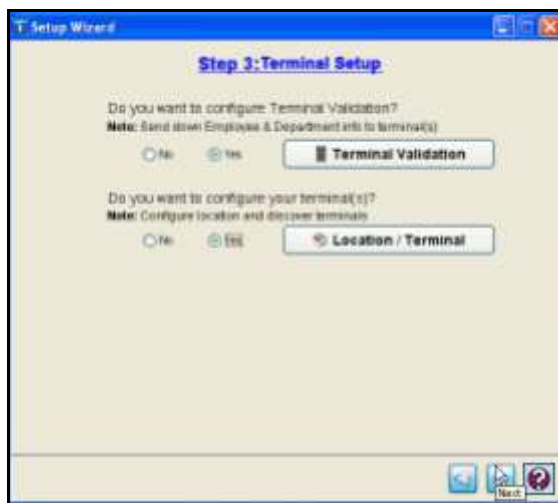 Setup Wizard
Step 3:Terminal Setup
Do you want to configure Terminal Validation?
Note: Send down Employee & Department info to terminal(s)
No Yes Terminal Validation
Do you want to configure your terminal(s)?
Note: Configure location and discover terminals
No Yes Location / Terminal
Next